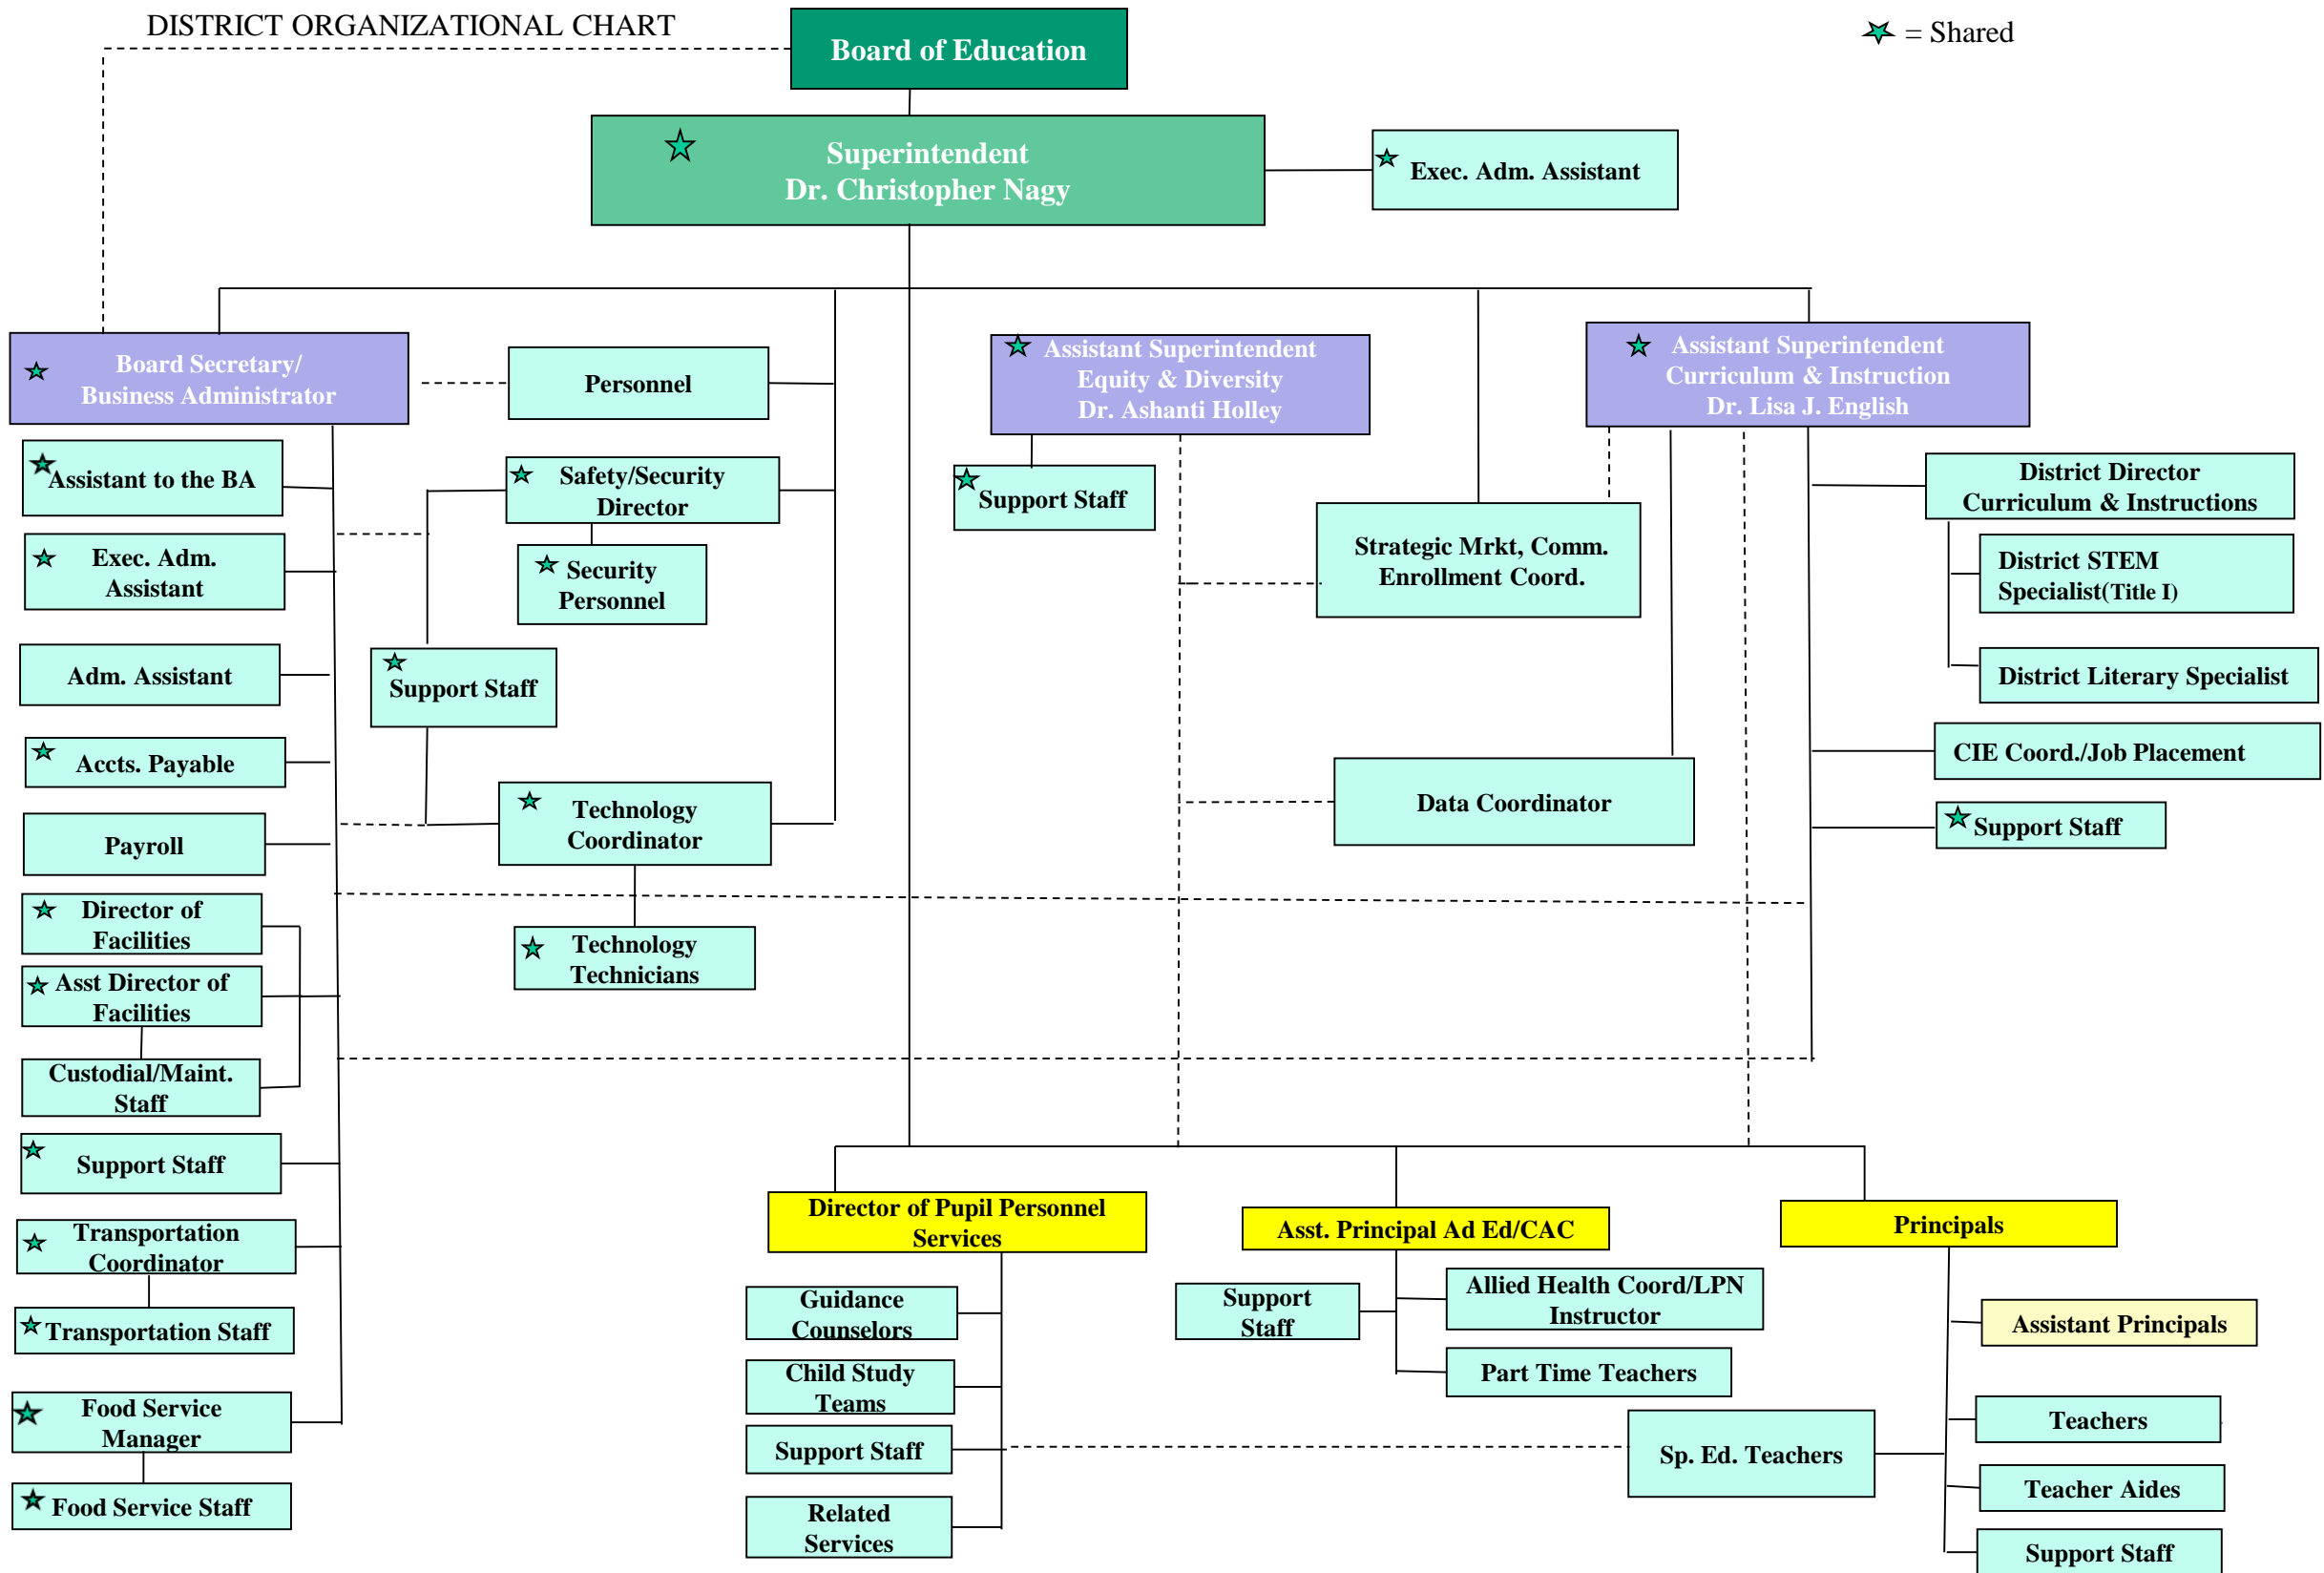 DISTRICT ORGANIZATIONAL CHART
= Shared
Board of Education
Superintendent
Dr. Christopher Nagy
Exec. Adm. Assistant
Board Secretary/
Business Administrator
Personnel
Assistant Superintendent
Equity & Diversity
Dr. Ashanti Holley
Assistant Superintendent
Curriculum & Instruction
Dr. Lisa J. English
Assistant to the BA
Exec. Adm.
Assistant
Adm. Assistant
Accts. Payable
Payroll
Director of
Facilities
Asst Director of
Facilities
Custodial/Maint.
Staff
Support Staff
Transportation
Coordinator
Transportation Staff
Food Service
Manager
Food Service Staff
Safety/Security
Director
Security
Personnel
Support Staff
Technology
Coordinator
Technology
Technicians
Support Staff
Strategic Mrkt, Comm.
Enrollment Coord.
Data Coordinator
District Director
Curriculum & Instructions
District STEM
Specialist(Title I)
District Literary Specialist
CIE Coord./Job Placement
Support Staff
Director of Pupil Personnel
Services
Guidance
Counselors
Child Study
Teams
Support Staff
Related
Services
Asst. Principal Ad Ed/CAC
Support
Staff
Allied Health Coord/LPN
Instructor
Part Time Teachers
Principals
Assistant Principals
Teachers
Sp. Ed. Teachers
Teacher Aides
Support Staff